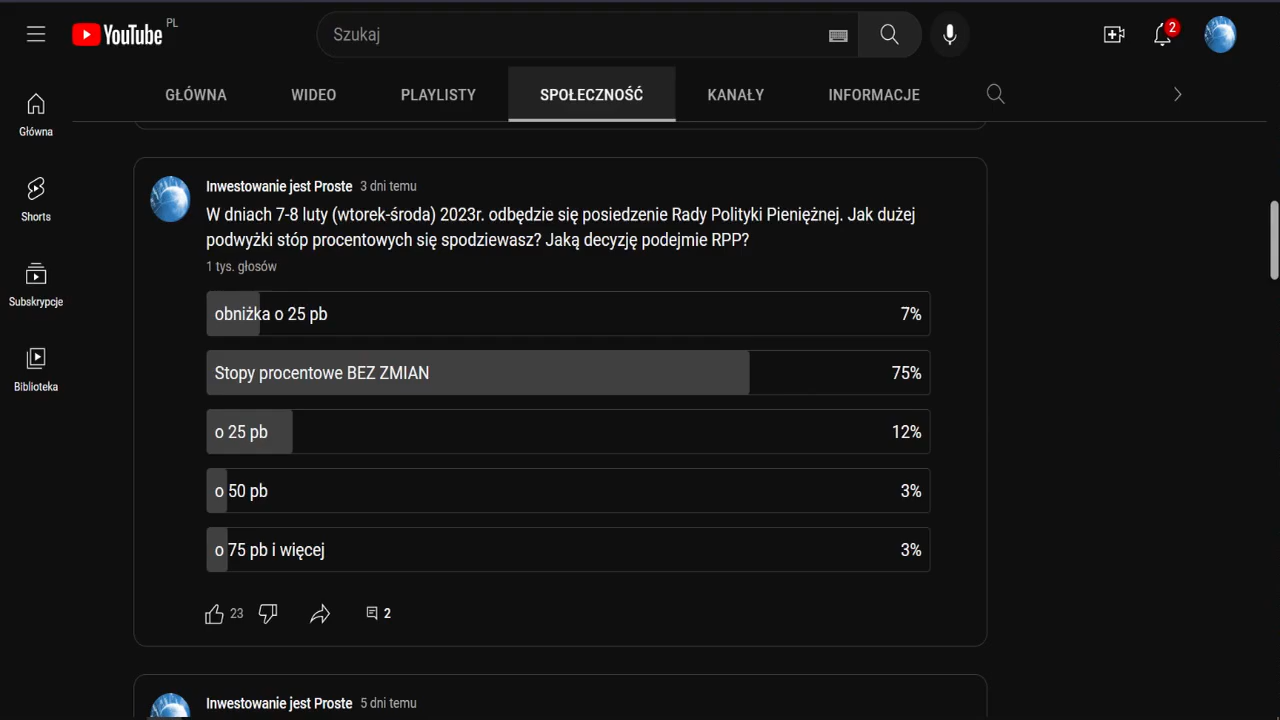 YouTube PL
Szukaj
2
GŁÓWNA WIDEO PLAYLISTY SPOŁECZNOŚĆ KANAŁY INFORMACJE
Główna
Shorts
Subskrypcje
Biblioteka
Inwestowanie jest Proste 3 dni temu
W dniach 7-8 luty (wtorek-środa) 2023r. odbędzie się posiedzenie Rady Polityki Pieniężnej. Jak dużej
podwyżki stóp procentowych się spodziewasz? Jaką decyzję podejmie RPP?
1 tys. głosów
obniżka o 25 pb 7%
Stopy procentowe BEZ ZMIAN 75%
o 25 pb 12%
o 50 pb 3%
o 75 pb i więcej 3%
23 2
Inwestowanie jest Proste 5 dni temu